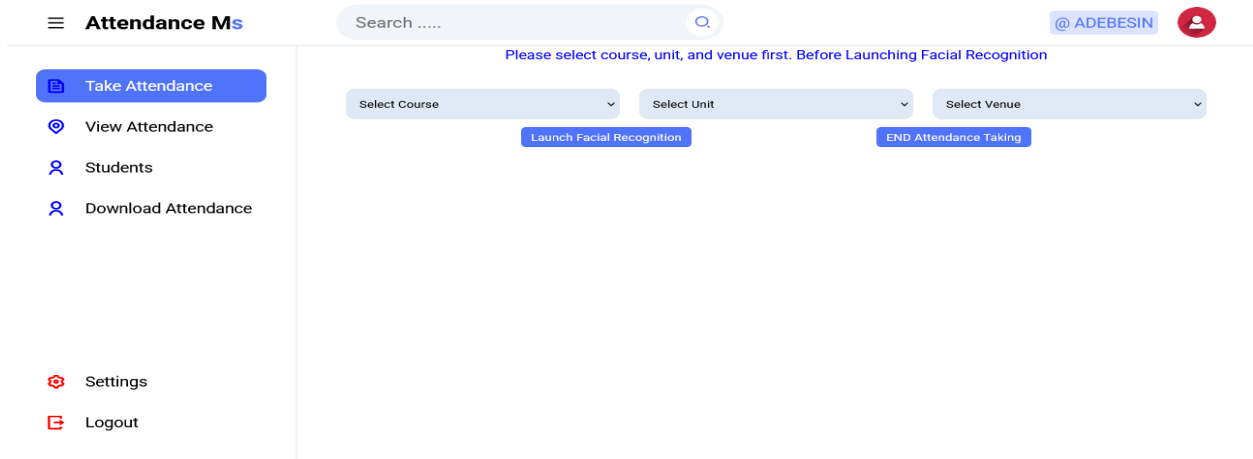 Attendance Ms
Search .....
@ ADEBESIN
Please select course, unit, and venue first. Before Launching Facial Recognition
Take Attendance
View Attendance
Students
Download Attendance
Settings
Logout
Select Course
Select Unit
Select Venue
Launch Facial Recognition
END Attendance Taking